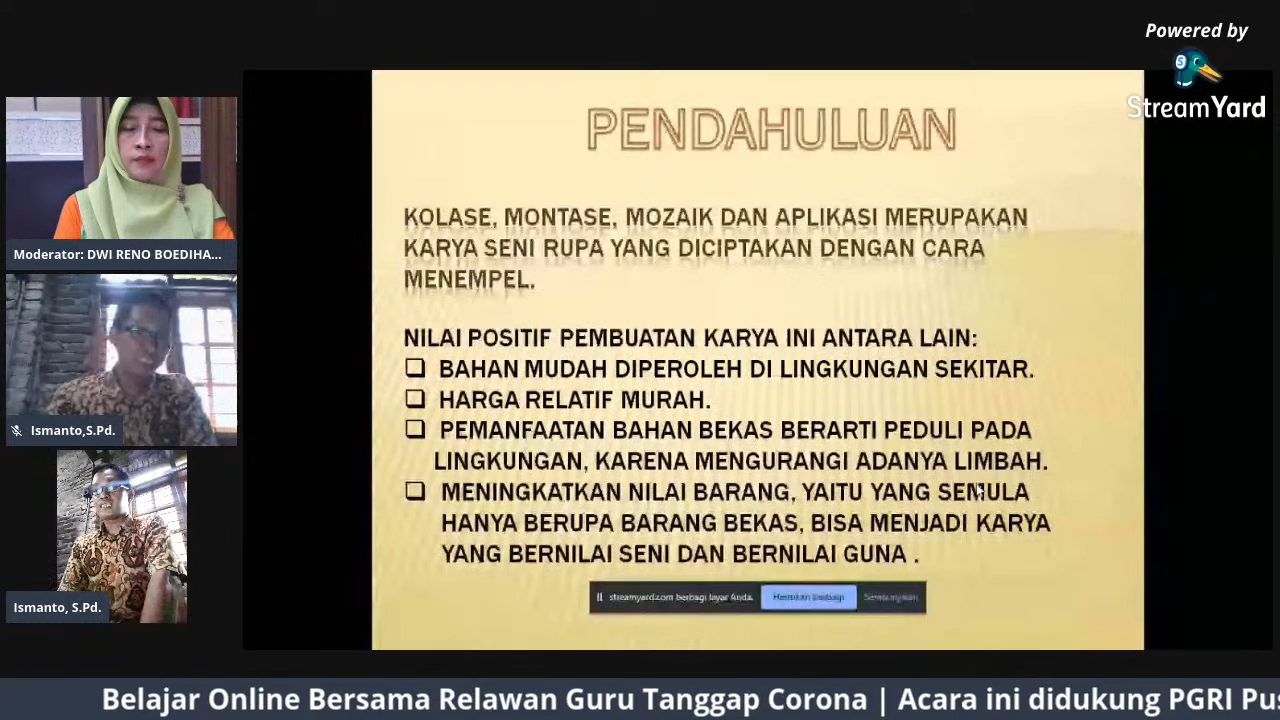 Powered by
StreamYard
PENDAHULUAN
KOLASE, MONTASE, MOZAIK DAN APLIKASI MERUPAKAN
KARYA SENI RUPA YANG DICIPTAKAN DENGAN CARA
MENEMPEL.
NILAI POSITIF PEMBUATAN KARYA INI ANTARA LAIN:
❑ BAHAN MUDAH DIPEROLEH DI LINGKUNGAN SEKITAR.
❑ HARGA RELATIF MURAH.
❑ PEMANFAATAN BAHAN BEKAS BERARTI PEDULI PADA
LINGKUNGAN, KARENA MENGURANGI ADANYA LIMBAH.
❑ MENINGKATKAN NILAI BARANG, YAITU YANG SEMULA
HANYA BERUPA BARANG BEKAS, BISA MENJADI KARYA
YANG BERNILAI SENI DAN BERNILAI GUNA .
streamyard.com berbagi layar Anda.
Hentikan berbagi
Sembunyikan
Moderator: DWI RENO BOEDIHA...
Ismanto,S.Pd.
Ismanto, S.Pd.
Belajar Online Bersama Relawan Guru Tanggap Corona | Acara ini didukung PGRI Pus